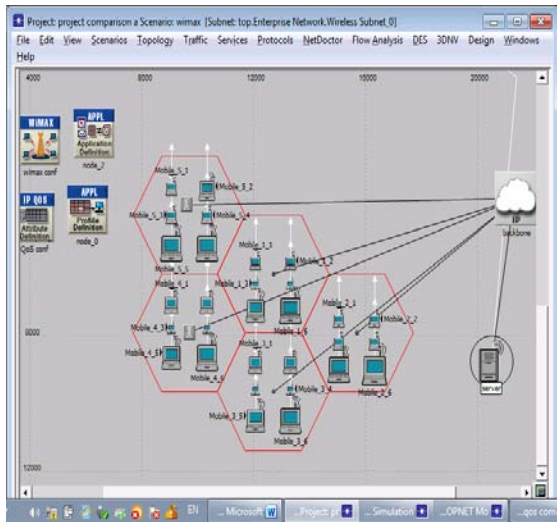 Project: project comparison a Scenario: wimax [Subnet: top.Enterprise Network.Wireless Subnet_0]
File Edit View Scenarios Topology Traffic Services Protocols NetDoctor Flow Analysis DES 3DNV Design Windows
Help
4000 8000 12000 16000 20000
WiMAX
wimax conf
APPL
Application
Definition
node_2
IP QOS
Attribute
Definition
QoS conf
APPL
Profile
Definition
node_0
Mobile_5_1
Mobile_5_2
Mobile_5_3
Mobile_5_4
Mobile_5_5
IP
backbone
Mobile_1_1
Mobile_1_2
Mobile_1_3
Mobile_1_6
Mobile_4_1
Mobile_4_3
Mobile_4_5
Mobile_4_6
Mobile_2_1
Mobile_2_2
Mobile_2_6
Mobile_3_1
Mobile_3_4
Mobile_3_5
Mobile_3_6
server
8000
12000
EN ... Microsoft ... Project: pr ... Simulation ... OPNET Mo ...qos con